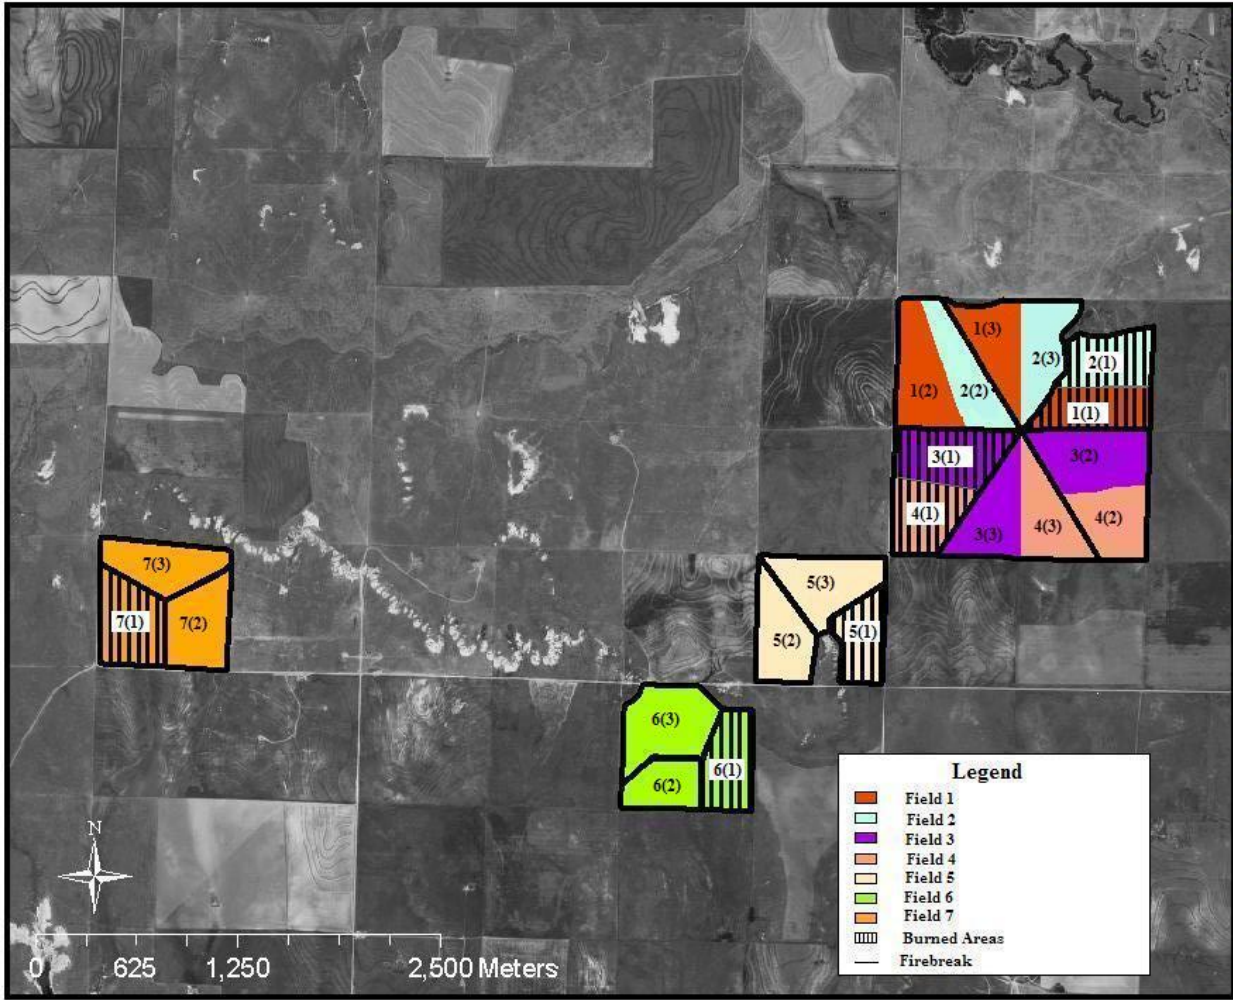 1(3)
2(3)
2(1)
1(2)
2(2)
1(1)
3(1)
3(2)
4(1)
3(3)
4(3)
4(2)
7(3)
7(1)
7(2)
5(3)
5(2)
5(1)
6(3)
6(2)
6(1)
Legend
Field 1
Field 2
Field 3
Field 4
Field 5
Field 6
Field 7
Burned Areas
Firebreak
N
0 625 1,250 2,500 Meters